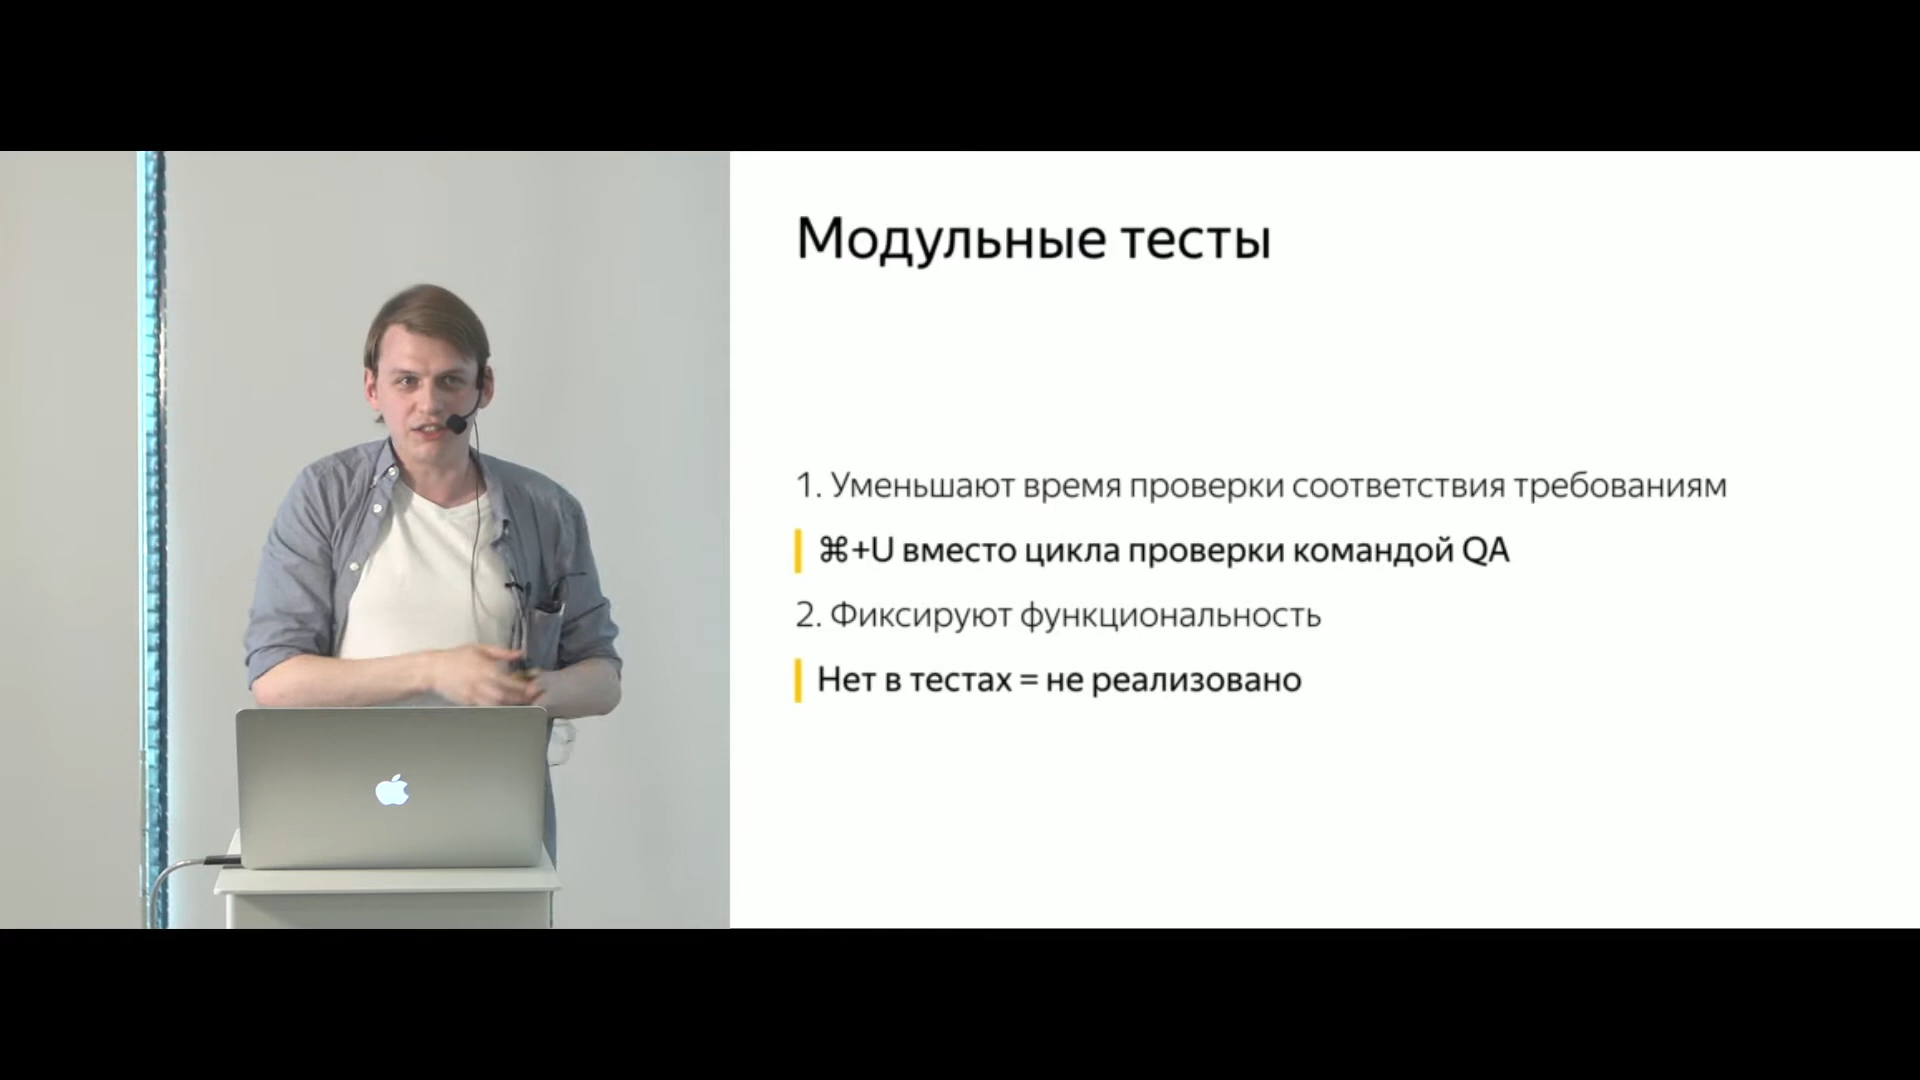 Модульные тесты
1. Уменьшают время проверки соответствия требованиям
⌘+U вместо цикла проверки командой QA
2. Фиксируют функциональность
Нет в тестах = не реализовано